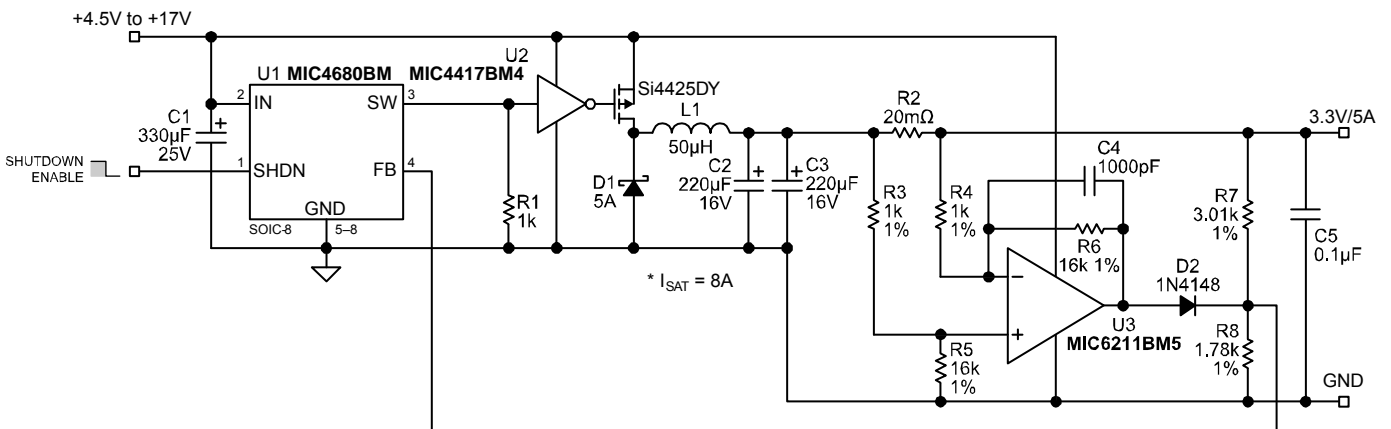 +4.5V to +17V
U1 MIC4680BM
MIC4417BM4
U2
2
IN
SW
3
C1
330µF
25V
+
SHUTDOWN
ENABLE
1
SHDN
FB
4
GND
SOIC-8
5–8
R1
1k
Si4425DY
L1
50µH
D1
5A
C2
220µF
16V
+
C3
220µF
16V
+
* ISAT = 8A
R2
20mΩ
R3
1k
1%
R4
1k
1%
C4
1000pF
R6
16k 1%
R5
16k
1%
−
+
U3
MIC6211BM5
D2
1N4148
R7
3.01k
1%
R8
1.78k
1%
C5
0.1µF
3.3V/5A
GND